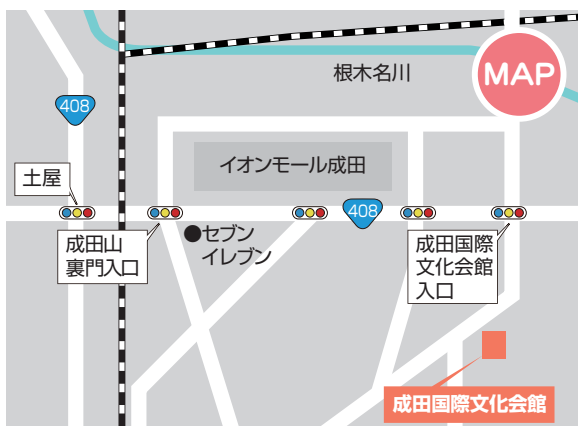 根木名川
MAP
408
イオンモール成田
土屋
408
成田山
裏門入口
●セブン
イレブン
成田国際
文化会館
入口
成田国際文化会館